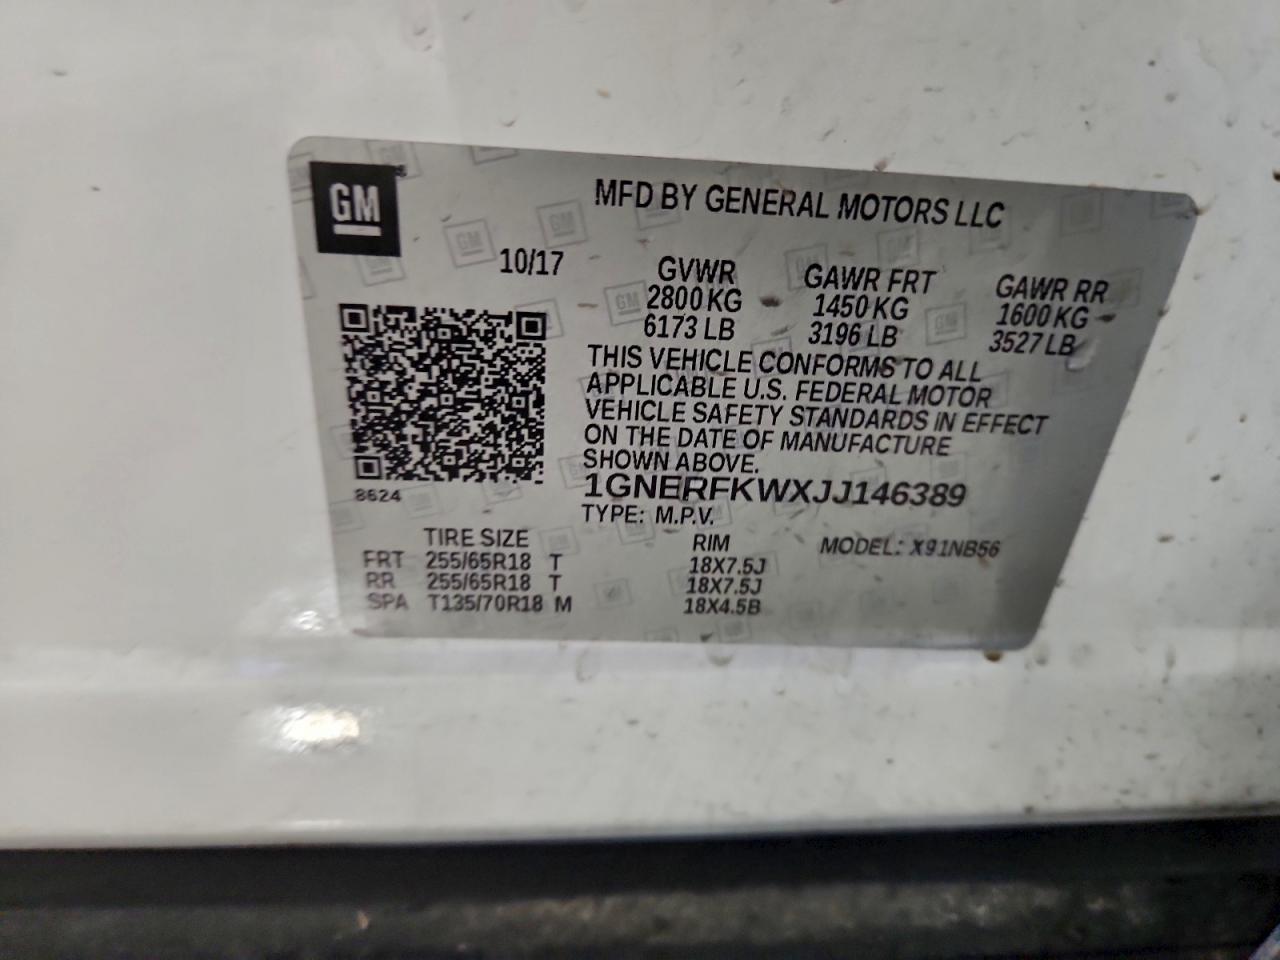 GM
MFD BY GENERAL MOTORS LLC
10/17
GVWR GAWR FRT GAWR RR
2800 KG 1450 KG 1600 KG
6173 LB 3196 LB 3527 LB
THIS VEHICLE CONFORMS TO ALL
APPLICABLE U.S. FEDERAL MOTOR
VEHICLE SAFETY STANDARDS IN EFFECT
ON THE DATE OF MANUFACTURE
SHOWN ABOVE.
1GNERFKWXJJ146389
8624
TYPE: M.P.V.
MODEL: X91NB56
TIRE SIZE RIM
FRT 255/65R18 T 18X7.5J
RR 255/65R18 T 18X7.5J
SPA T135/70R18 M 18X4.5B